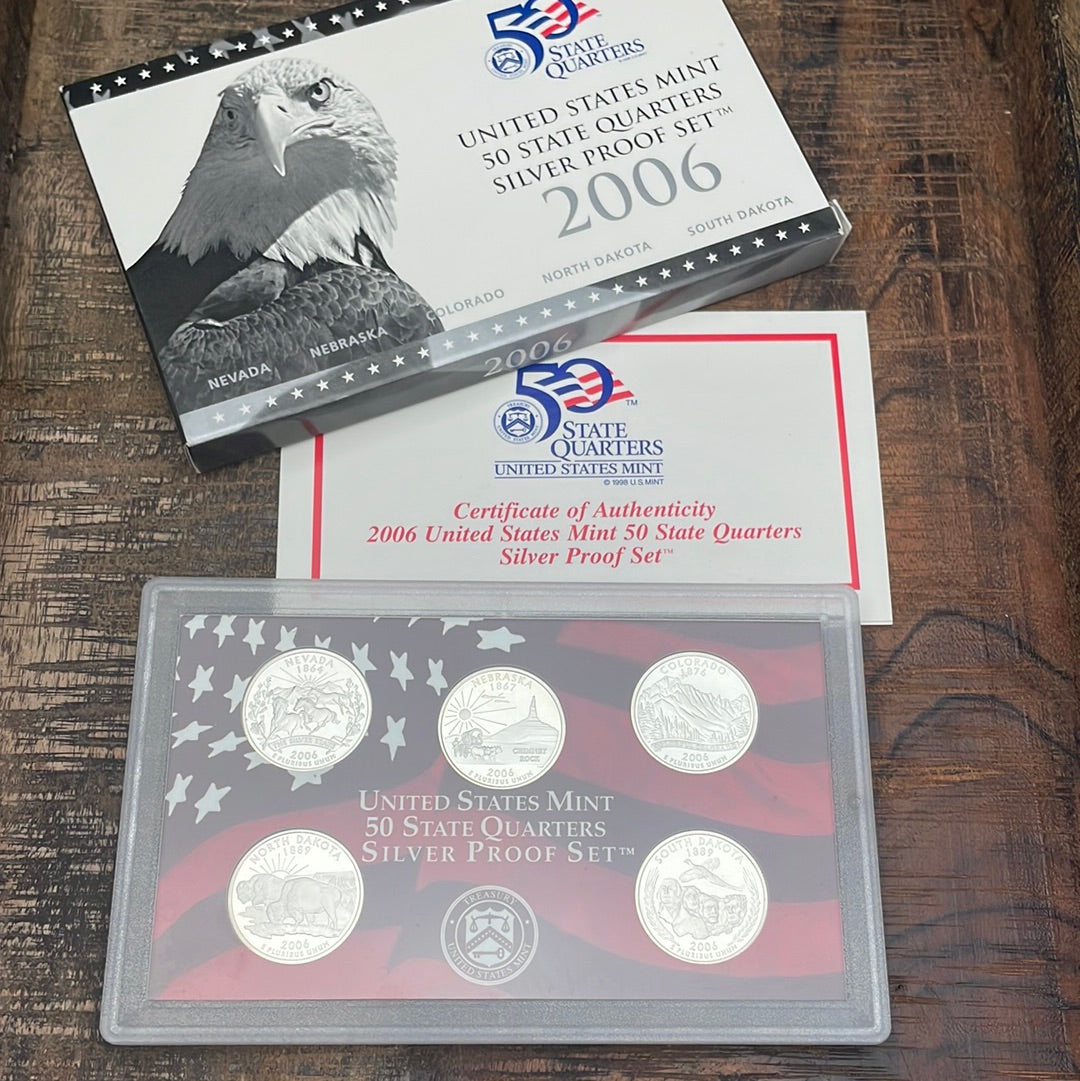 50
STATE
QUARTERS
UNITED STATES MINT
50 STATE QUARTERS
SILVER PROOF SET™
2006
NEVADA
NEBRASKA
COLORADO
NORTH DAKOTA
SOUTH DAKOTA
2006
50 ™
STATE
QUARTERS
UNITED STATES MINT
© 1998 U.S. MINT
Certificate of Authenticity
2006 United States Mint 50 State Quarters
Silver Proof Set™
NEVADA
1864
THE SILVER STATE
2006
E PLURIBUS UNUM
NEBRASKA
1867
CHIMNEY
ROCK
2006
E PLURIBUS UNUM
COLORADO
1876
2006
E PLURIBUS UNUM
UNITED STATES MINT
50 STATE QUARTERS
SILVER PROOF SET™
NORTH DAKOTA
1889
2006
E PLURIBUS UNUM
TREASURY
UNITED STATES MINT
SOUTH DAKOTA
1889
2006
E PLURIBUS UNUM